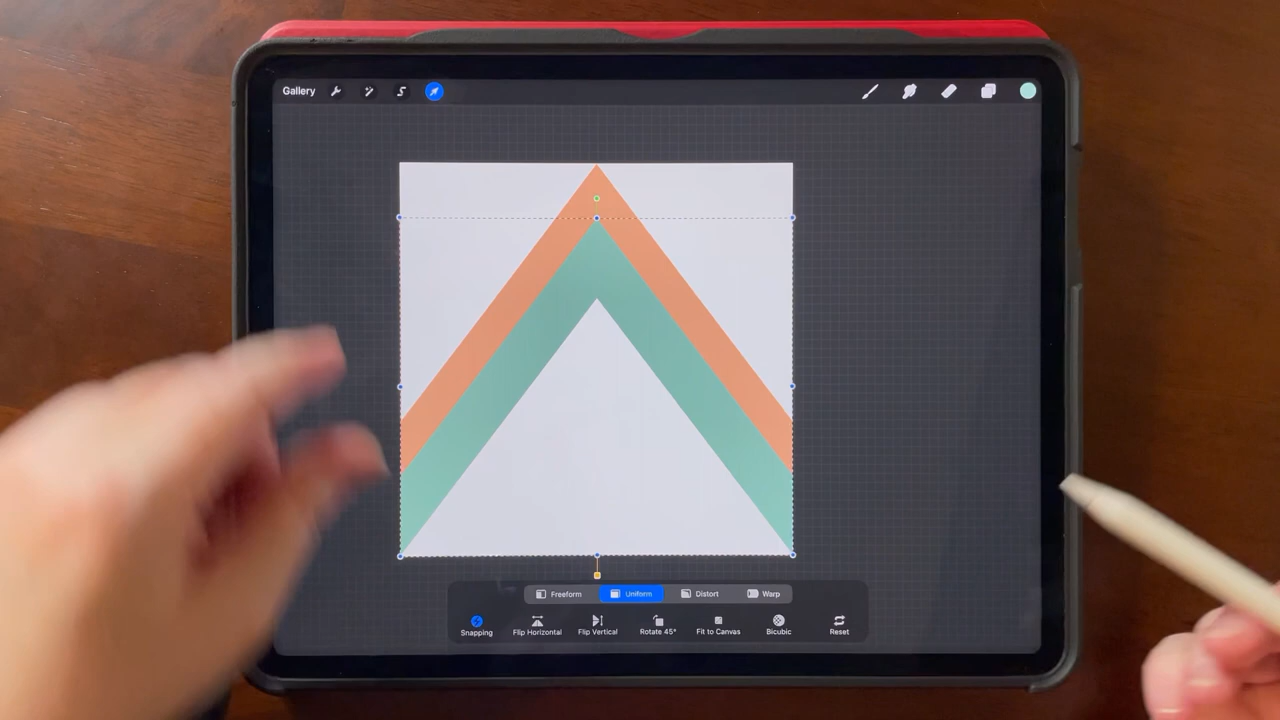 Gallery
Freeform Uniform Distort Warp
Snapping Flip Horizontal Flip Vertical Rotate 45° Fit to Canvas Bicubic Reset